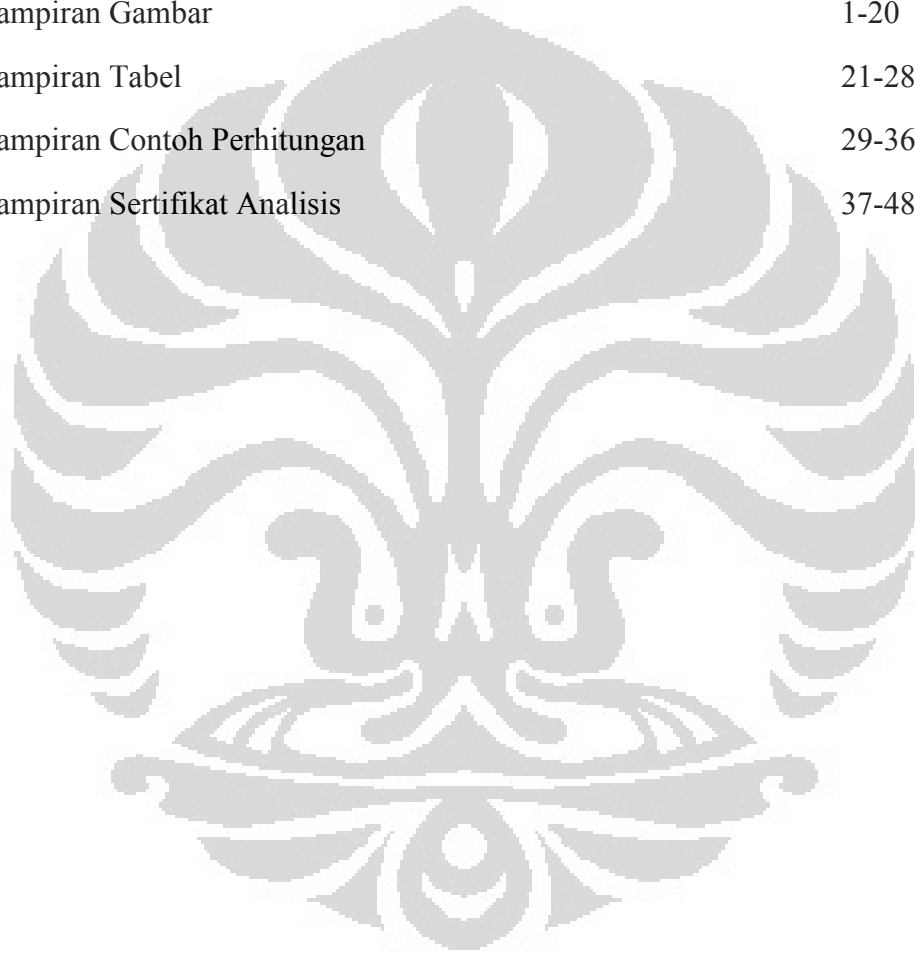 ampiran Gambar 1-20
ampiran Tabel 21-28
ampiran Contoh Perhitungan 29-36
ampiran Sertifikat Analisis 37-48